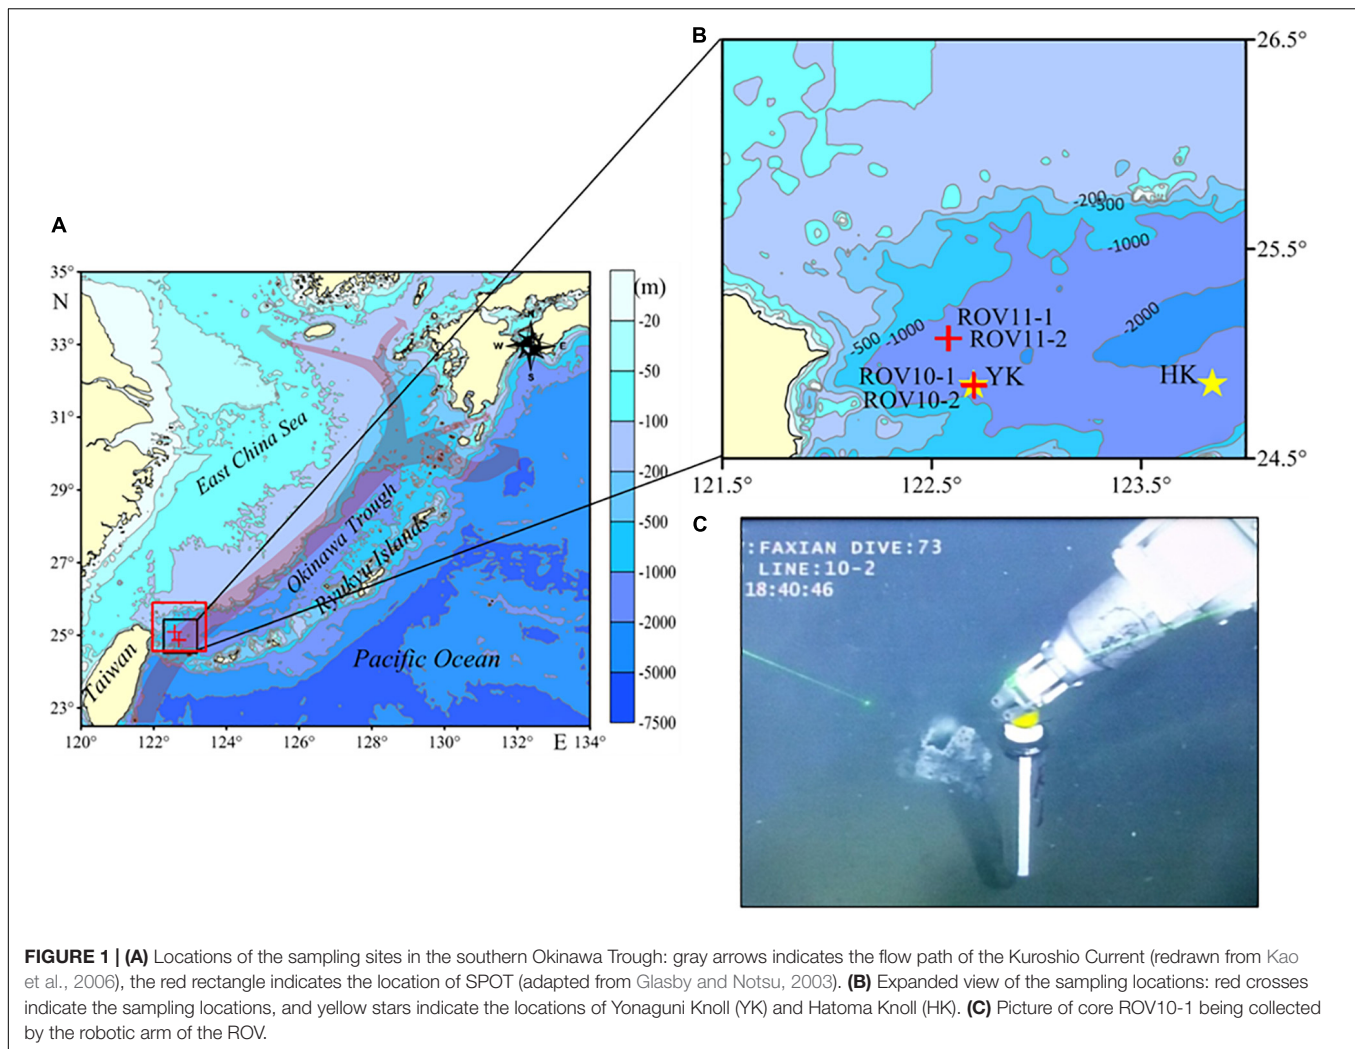 B
26.5°
-200
-500
-1000
25.5°
-2000
-500
-1000
ROV11-1
ROV11-2
ROV10-1
YK
HK
ROV10-2
24.5°
121.5°
122.5°
123.5°
A
35°
N
33°
31°
29°
27°
25°
23°
120°
122°
124°
126°
128°
130°
132°
E
134°
N
W
E
S
East China Sea
Okinawa Trough
Ryukyu Islands
Pacific Ocean
Taiwan
(m)
-20
-50
-100
-200
-500
-1000
-2000
-5000
-7500
C
:FAXIAN DIVE:73
LINE:10-2
18:40:46
FIGURE 1 | (A) Locations of the sampling sites in the southern Okinawa Trough: gray arrows indicates the flow path of the Kuroshio Current (redrawn from Kao
et al., 2006), the red rectangle indicates the location of SPOT (adapted from Glasby and Notsu, 2003). (B) Expanded view of the sampling locations: red crosses
indicate the sampling locations, and yellow stars indicate the locations of Yonaguni Knoll (YK) and Hatoma Knoll (HK). (C) Picture of core ROV10-1 being collected
by the robotic arm of the ROV.